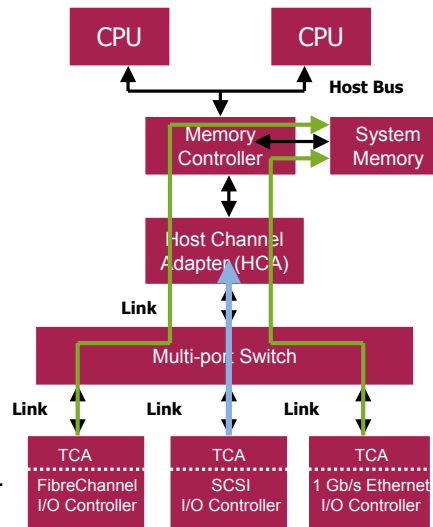 CPU
CPU
Host Bus
Memory
Controller
System
Memory
Host Channel
Adapter (HCA)
Link
Multi-port Switch
Link
Link
Link
TCA
FibreChannel
I/O Controller
TCA
SCSI
I/O Controller
TCA
1 Gb/s Ethernet
I/O Controller